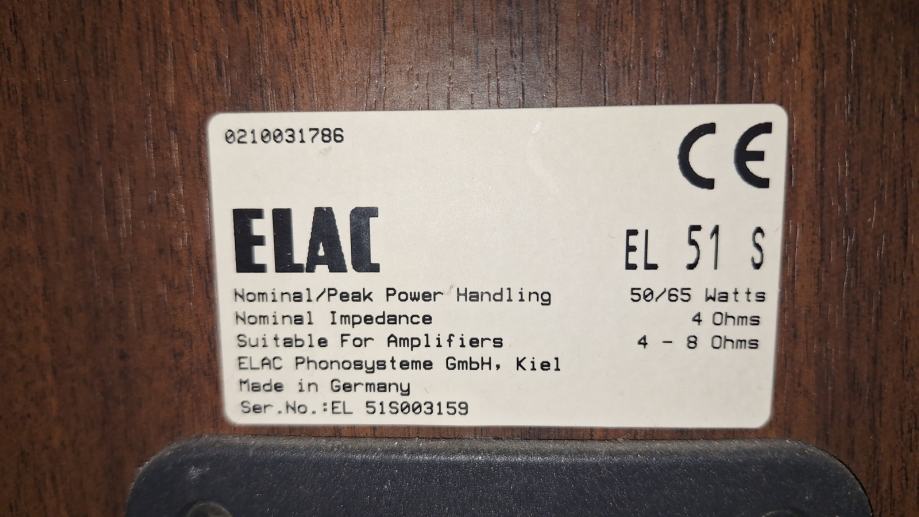 0210031786
CE
ELAC
EL 51 S
Nominal/Peak Power Handling 50/65 Watts
Nominal Impedance 4 Ohms
Suitable For Amplifiers 4 - 8 Ohms
ELAC Phonosysteme GmbH, Kiel
Made in Germany
Ser.No.:EL 51S003159